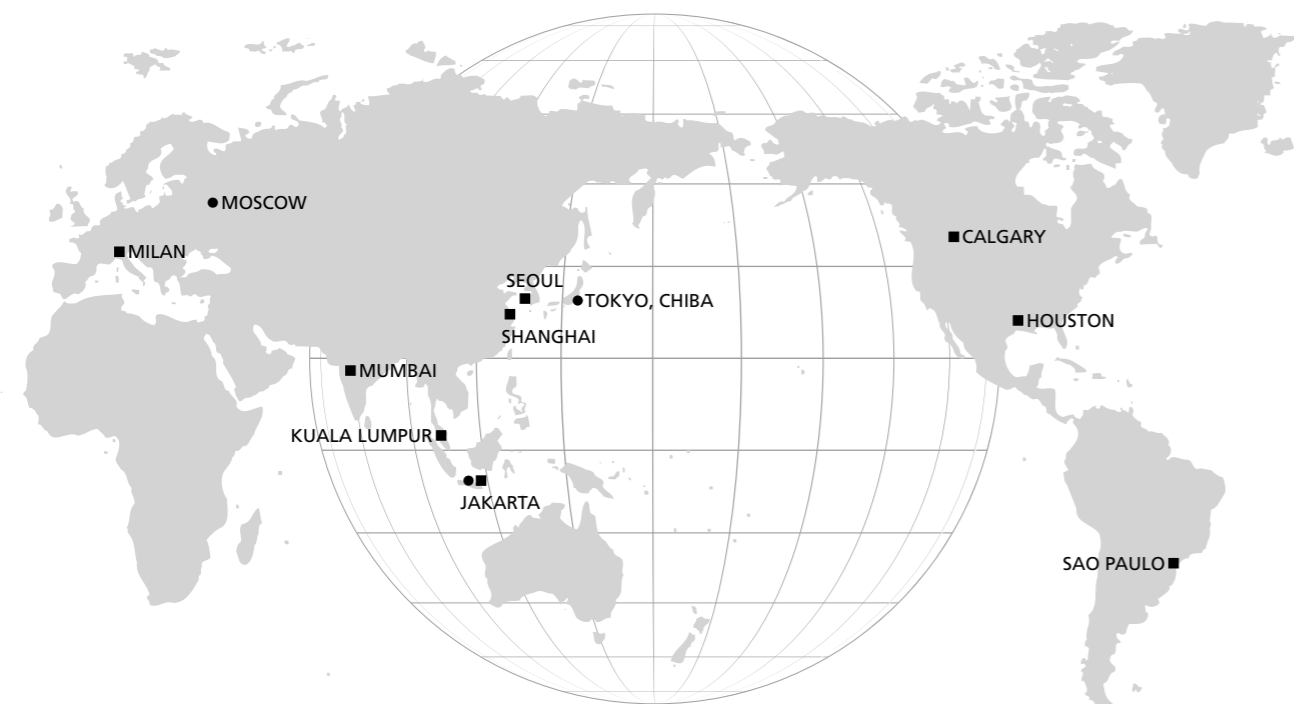 MOSCOW
CALGARY
MILAN
SEOUL
TOKYO, CHIBA
HOUSTON
SHANGHAI
MUMBAI
KUALA LUMPUR
JAKARTA
SAO PAULO